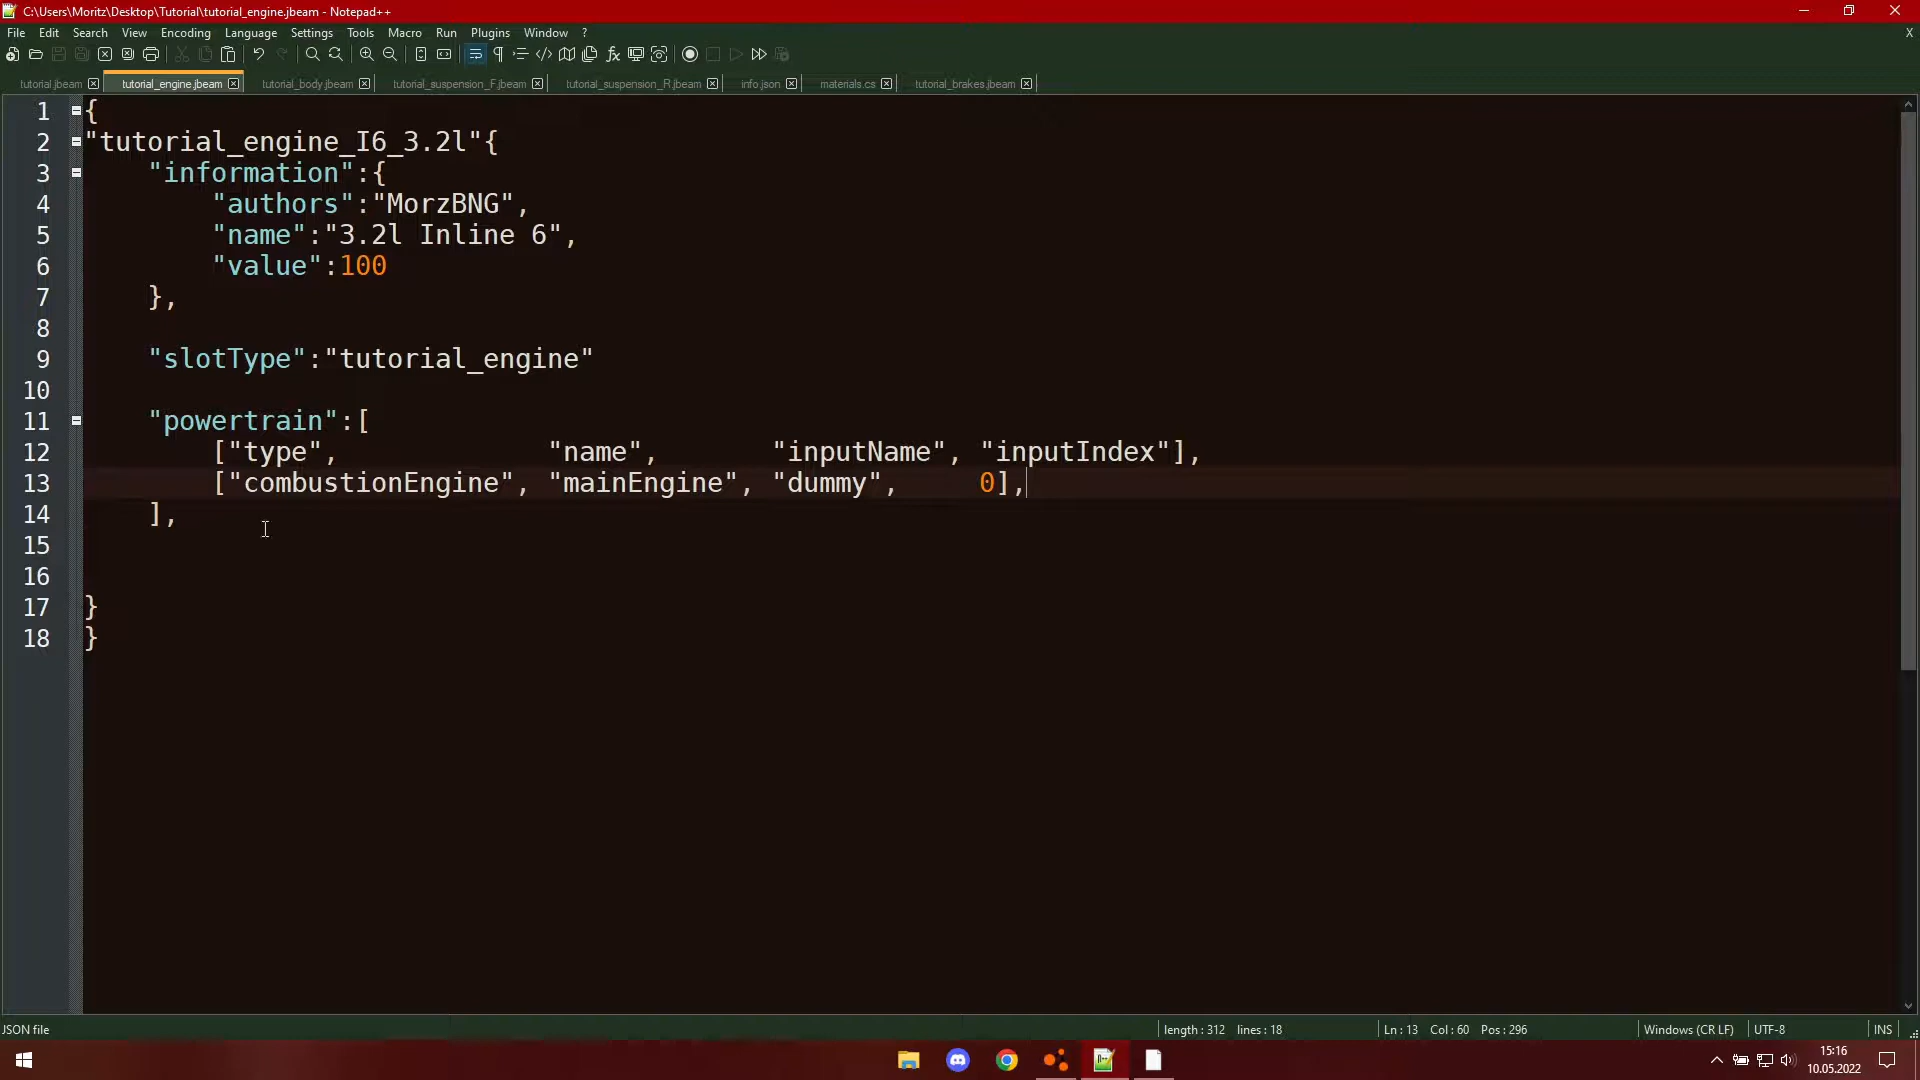 C:\Users\Moritz\Desktop\Tutorial\tutorial_engine.jbeam - Notepad++
File Edit Search View Encoding Language Settings Tools Macro Run Plugins Window ? X
tutorial.jbeam tutorial_engine.jbeam tutorial_body.jbeam tutorial_suspension_F.jbeam tutorial_suspension_R.jbeam info.json materials.cs tutorial_brakes.jbeam
1 {
2 "tutorial_engine_I6_3.2l"{
3 "information":{
4 "authors":"MorzBNG",
5 "name":"3.2l Inline 6",
6 "value":100
7 },
8
9 "slotType":"tutorial_engine"
10
11 "powertrain":[
12 ["type", "name", "inputName", "inputIndex"],
13 ["combustionEngine", "mainEngine", "dummy", 0],
14 ],
15
16
17 }
18 }
JSON file length : 312 lines : 18 Ln : 13 Col : 60 Pos : 296 Windows (CR LF) UTF-8 INS
15:16
10.05.2022